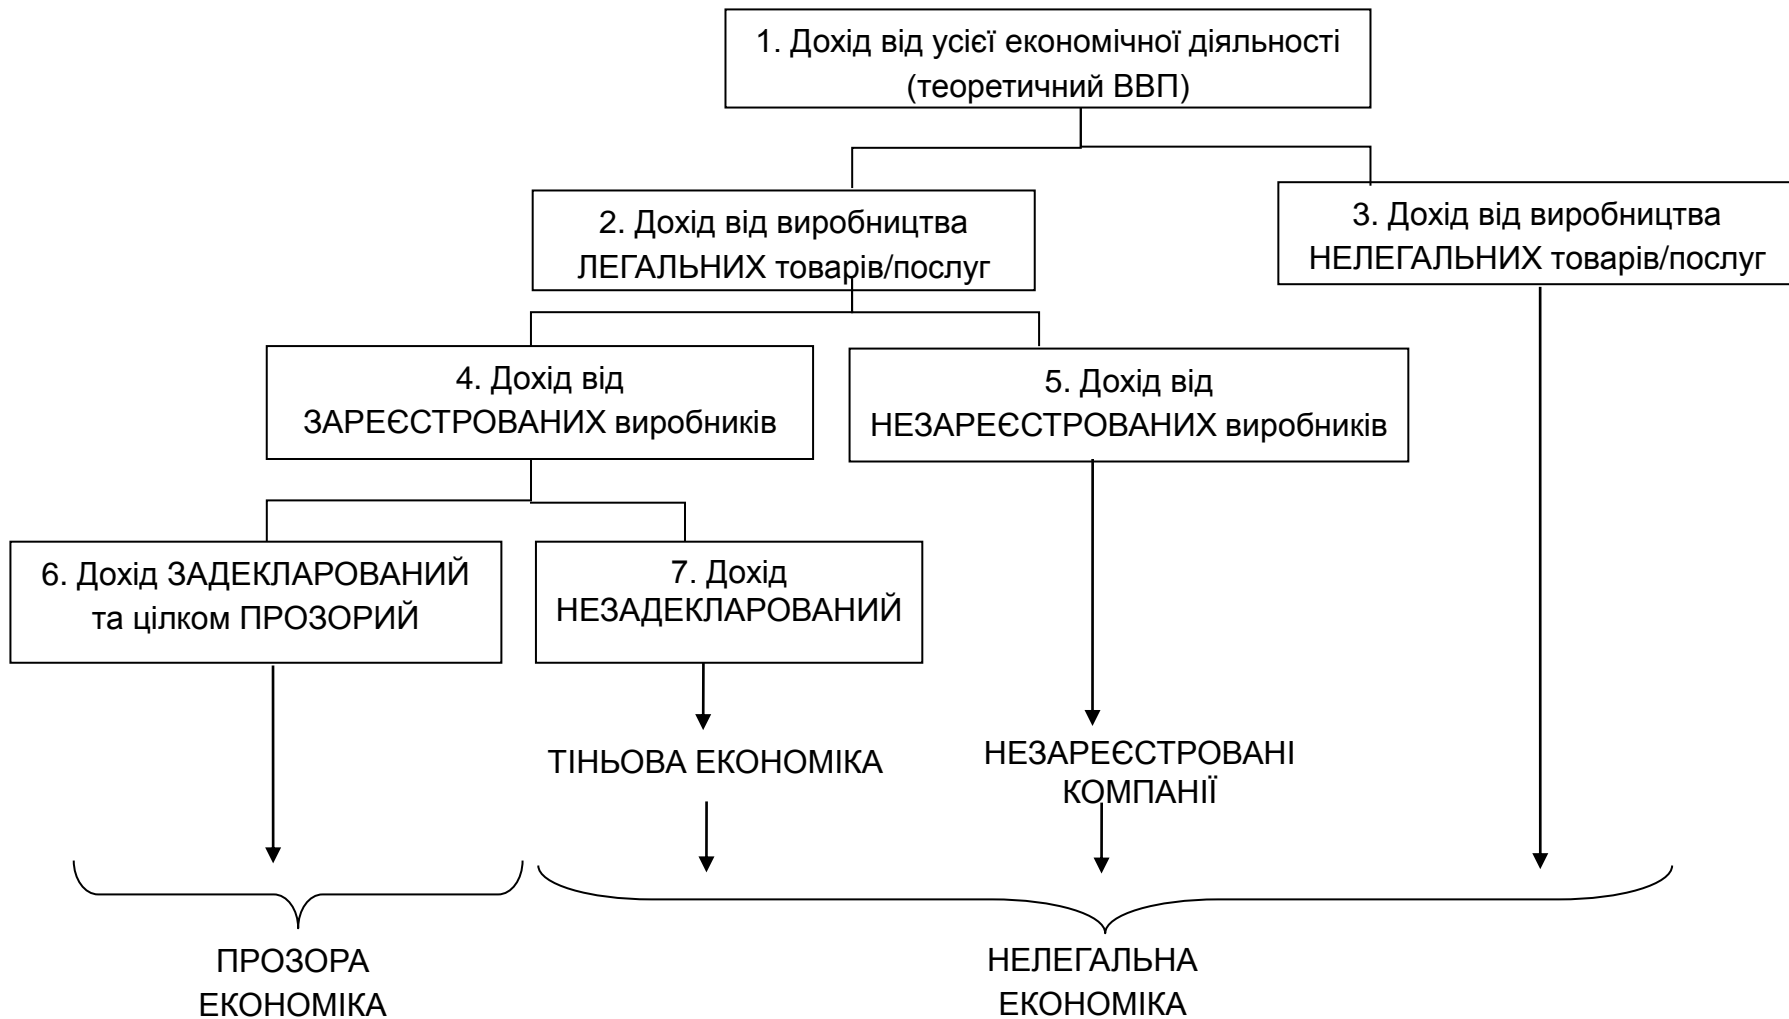 1. Дохід від усієї економічної діяльності
(теоретичний ВВП)
2. Дохід від виробництва
ЛЕГАЛЬНИХ товарів/послуг
3. Дохід від виробництва
НЕЛЕГАЛЬНИХ товарів/послуг
4. Дохід від
ЗАРЕЄСТРОВАНИХ виробників
5. Дохід від
НЕЗАРЕЄСТРОВАНИХ виробників
6. Дохід ЗАДЕКЛАРОВАНИЙ
та цілком ПРОЗОРИЙ
7. Дохід
НЕЗАДЕКЛАРОВАНИЙ
ТІНЬОВА ЕКОНОМІКА
НЕЗАРЕЄСТРОВАНІ
КОМПАНІЇ
ПРОЗОРА
ЕКОНОМІКА
НЕЛЕГАЛЬНА
ЕКОНОМІКА